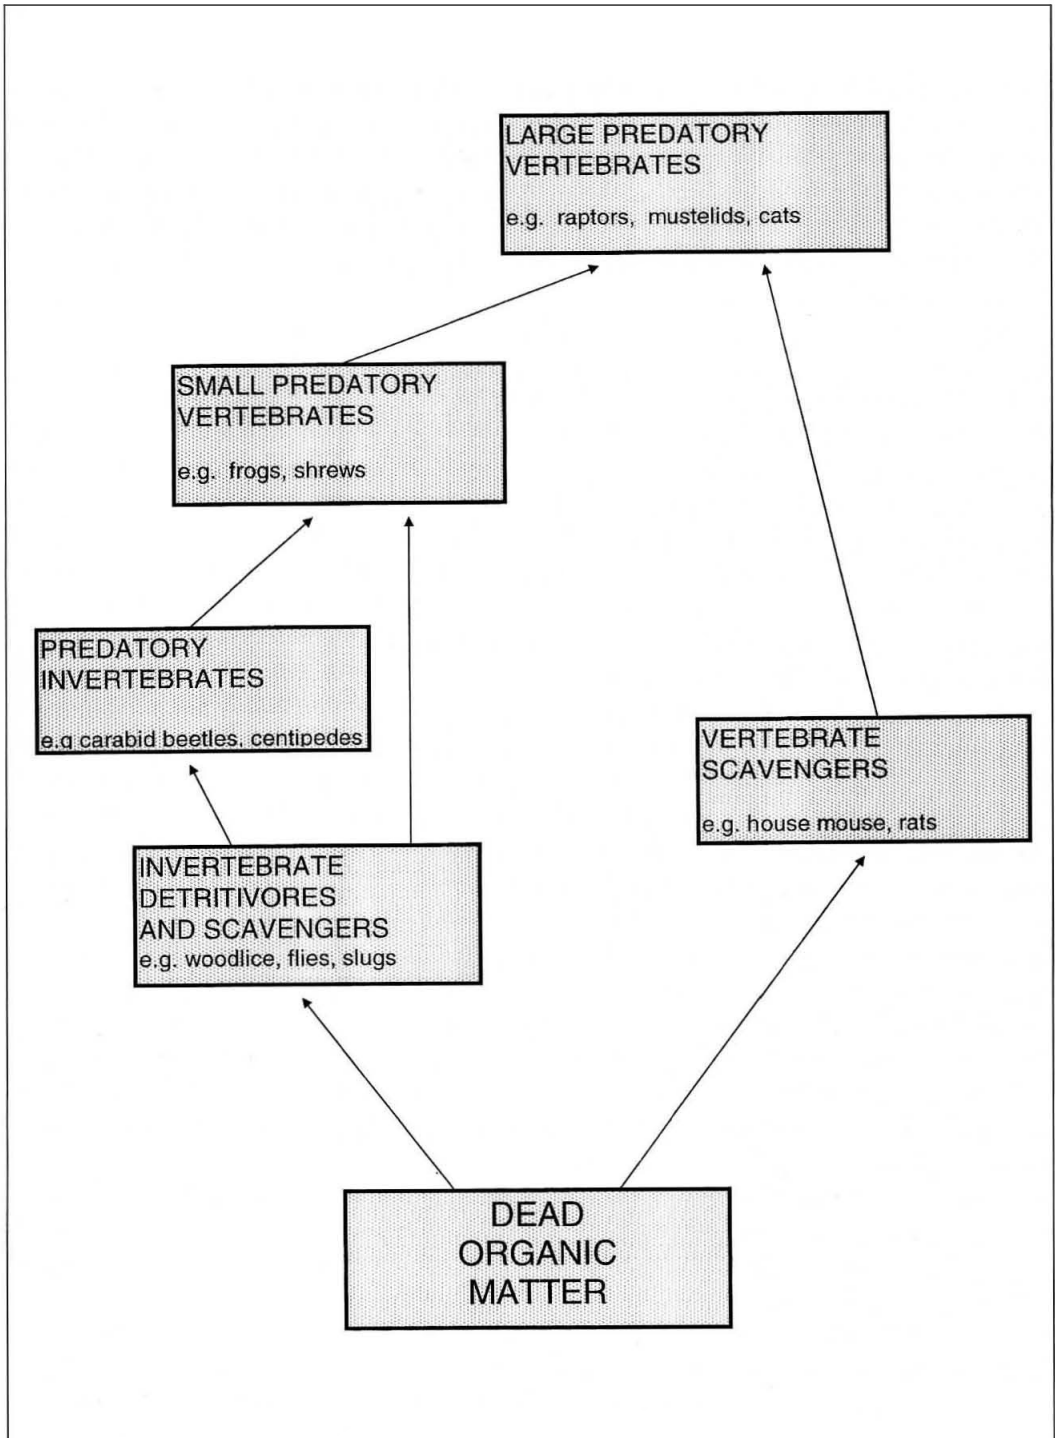 LARGE PREDATORY
VERTEBRATES
e.g. raptors, mustelids, cats
SMALL PREDATORY
VERTEBRATES
e.g. frogs, shrews
PREDATORY
INVERTEBRATES
e.g carabid beetles, centipedes
VERTEBRATE
SCAVENGERS
e.g. house mouse, rats
INVERTEBRATE
DETRITIVORES
AND SCAVENGERS
e.g. woodlice, flies, slugs
DEAD
ORGANIC
MATTER